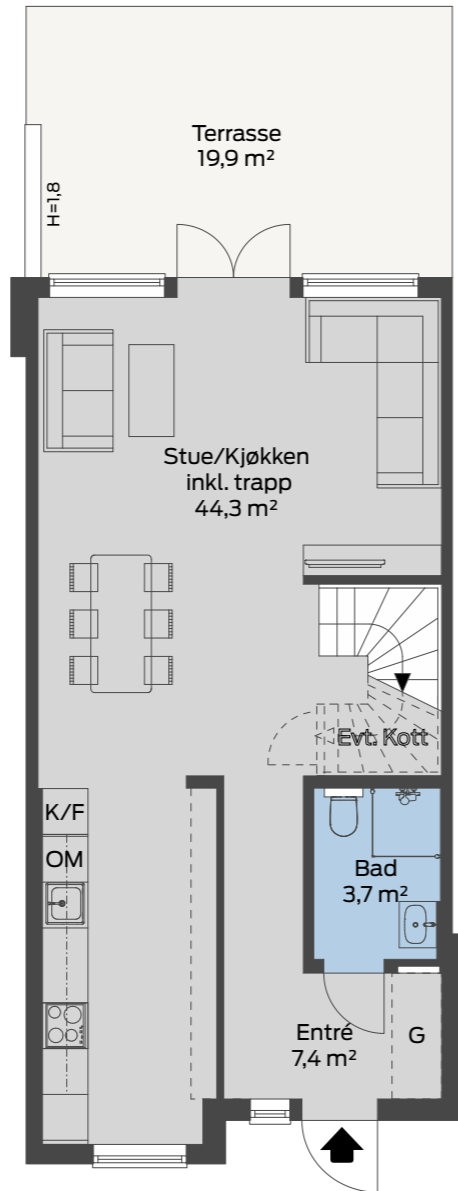 Terrasse
19,9 m²
H=1,8
Stue/Kjøkken
inkl. trapp
44,3 m²
Evt. Kott
K/F
OM
Bad
3,7 m²
Entré
7,4 m²
G